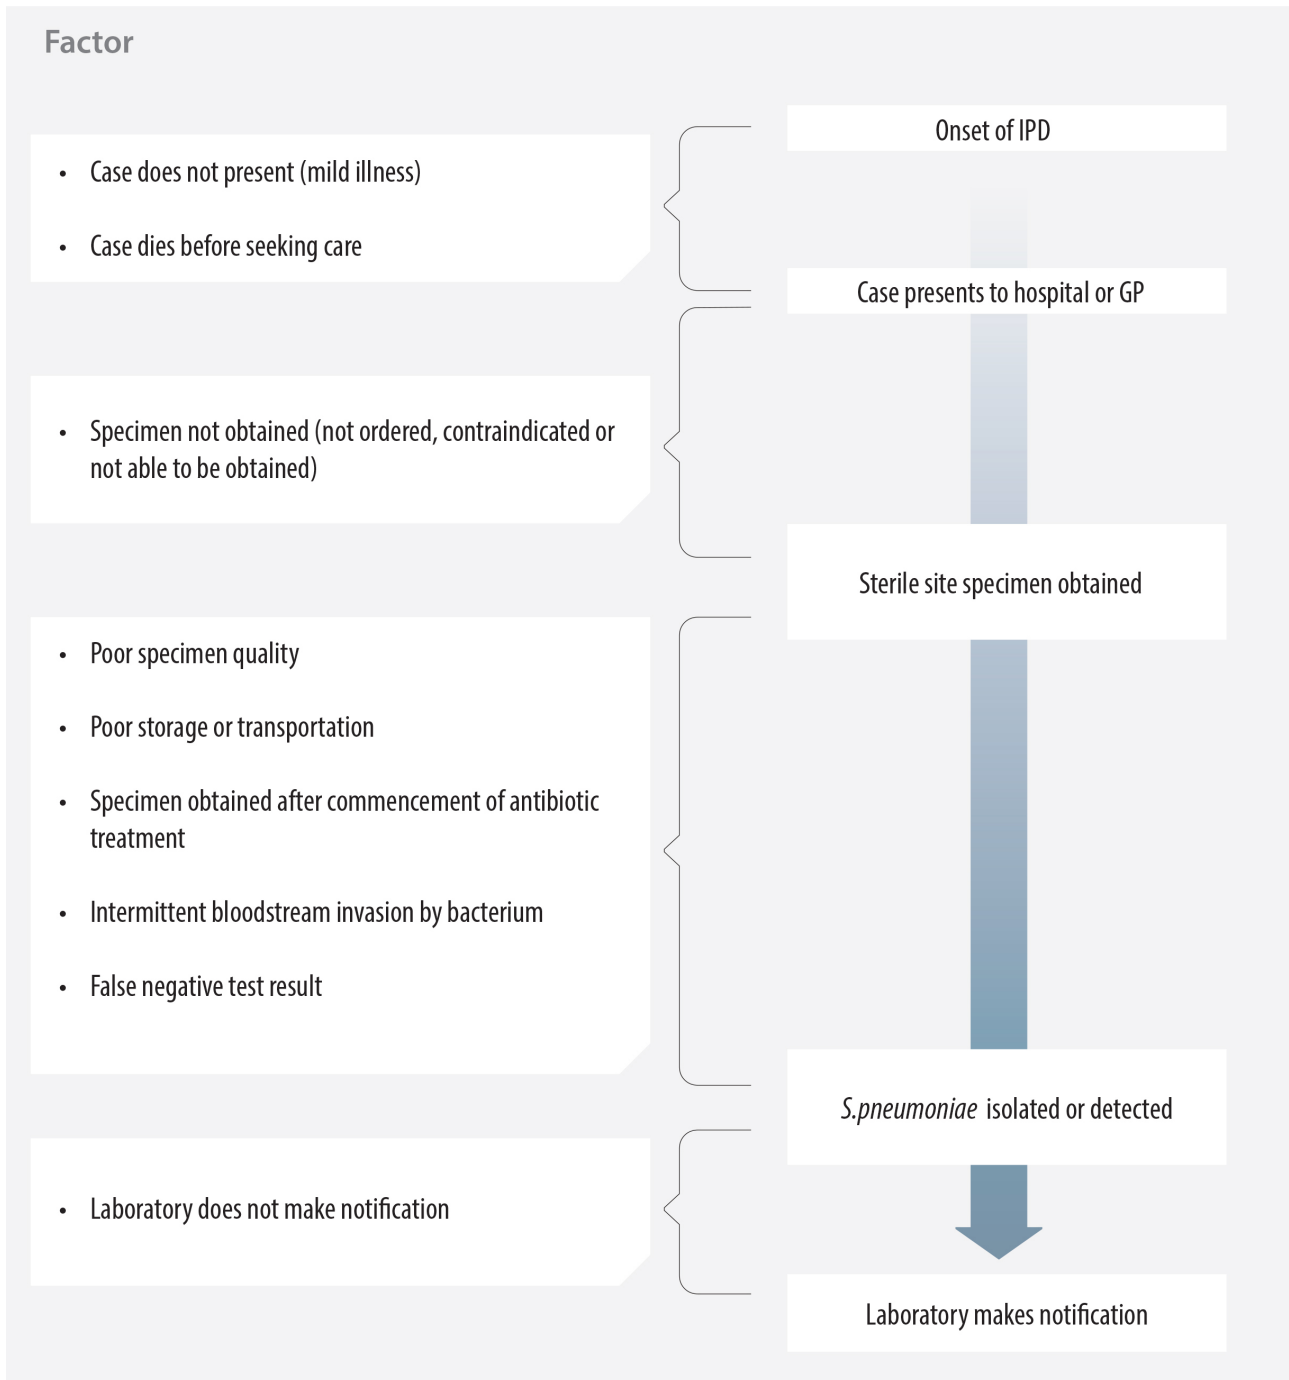 Factor
Onset of IPD
• Case does not present (mild illness)
• Case dies before seeking care
Case presents to hospital or GP
• Specimen not obtained (not ordered, contraindicated or
not able to be obtained)
Sterile site specimen obtained
• Poor specimen quality
• Poor storage or transportation
• Specimen obtained after commencement of antibiotic
treatment
• Intermittent bloodstream invasion by bacterium
• False negative test result
S.pneumoniae isolated or detected
• Laboratory does not make notification
Laboratory makes notification